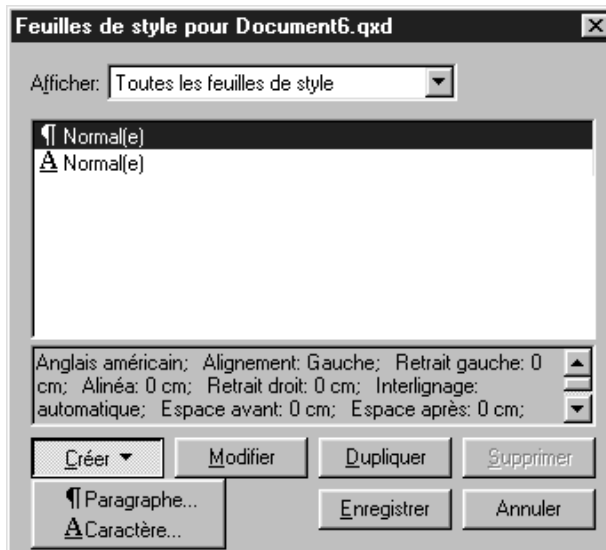 Feuilles de style pour Document6.qxd
Afficher: Toutes les feuilles de style
¶ Normal(e)
A Normal(e)
Anglais américain; Alignement: Gauche; Retrait gauche: 0
cm; Alinéa: 0 cm; Retrait droit: 0 cm; Interlignage:
automatique; Espace avant: 0 cm; Espace après: 0 cm;
Créer Modifier Dupliquer Supprimer
¶ Paragraphe...
A Caractère...
Enregistrer Annuler